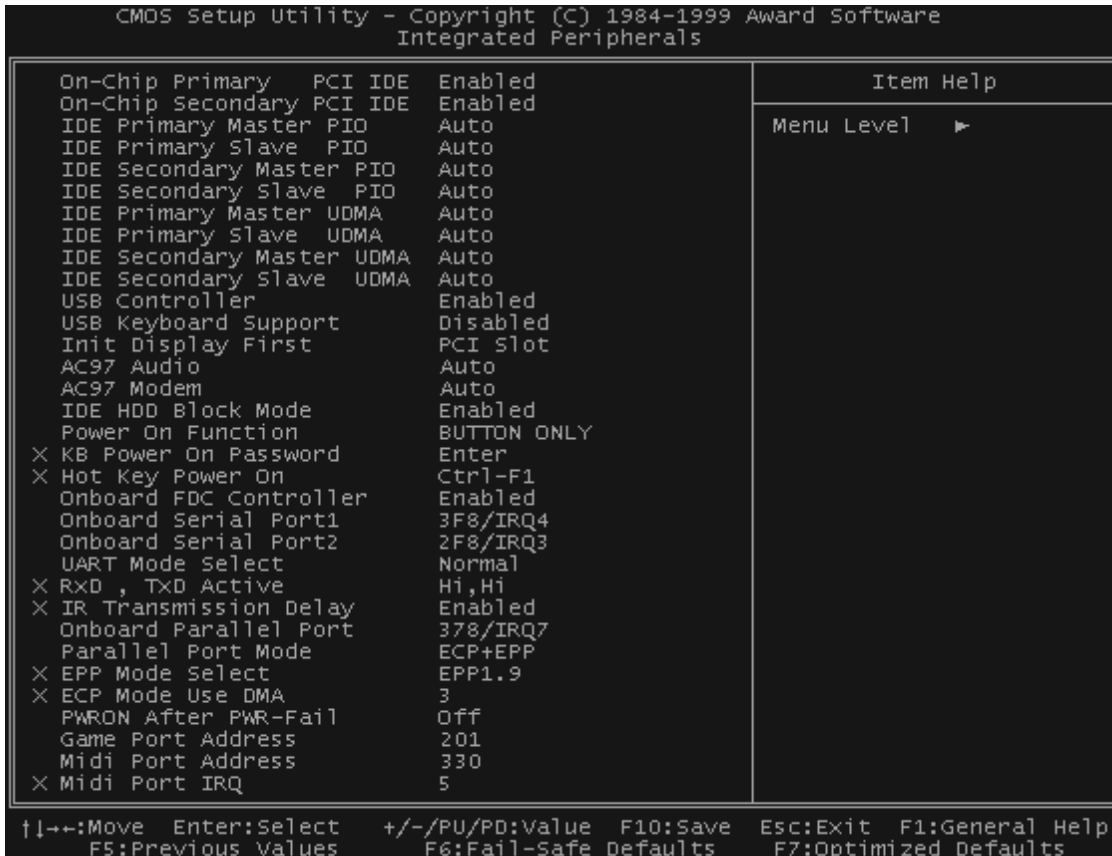 CMOS Setup Utility – Copyright (C) 1984–1999 Award Software
Integrated Peripherals
On-Chip Primary   PCI IDE   Enabled
On-Chip Secondary PCI IDE   Enabled
IDE Primary Master PIO   Auto
IDE Primary Slave  PIO   Auto
IDE Secondary Master PIO   Auto
IDE Secondary Slave  PIO   Auto
IDE Primary Master UDMA   Auto
IDE Primary Slave  UDMA   Auto
IDE Secondary Master UDMA   Auto
IDE Secondary Slave  UDMA   Auto
USB Controller   Enabled
USB Keyboard Support   Disabled
Init Display First   PCI Slot
AC97 Audio   Auto
AC97 Modem   Auto
IDE HDD Block Mode   Enabled
Power On Function   BUTTON ONLY
X KB Power On Password   Enter
X Hot Key Power On   Ctrl-F1
Onboard FDC Controller   Enabled
Onboard Serial Port1   3F8/IRQ4
Onboard Serial Port2   2F8/IRQ3
UART Mode Select   Normal
X RxD , TxD Active   Hi,Hi
X IR Transmission Delay   Enabled
Onboard Parallel Port   378/IRQ7
Parallel Port Mode   ECP+EPP
X EPP Mode Select   EPP1.9
X ECP Mode Use DMA   3
PWRON After PWR-Fail   Off
Game Port Address   201
Midi Port Address   330
X Midi Port IRQ   5
Item Help
Menu Level   ►
↑↓→←:Move  Enter:Select   +/-/PU/PD:Value  F10:Save  Esc:Exit  F1:General Help
F5:Previous Values   F6:Fail-Safe Defaults   F7:Optimized Defaults